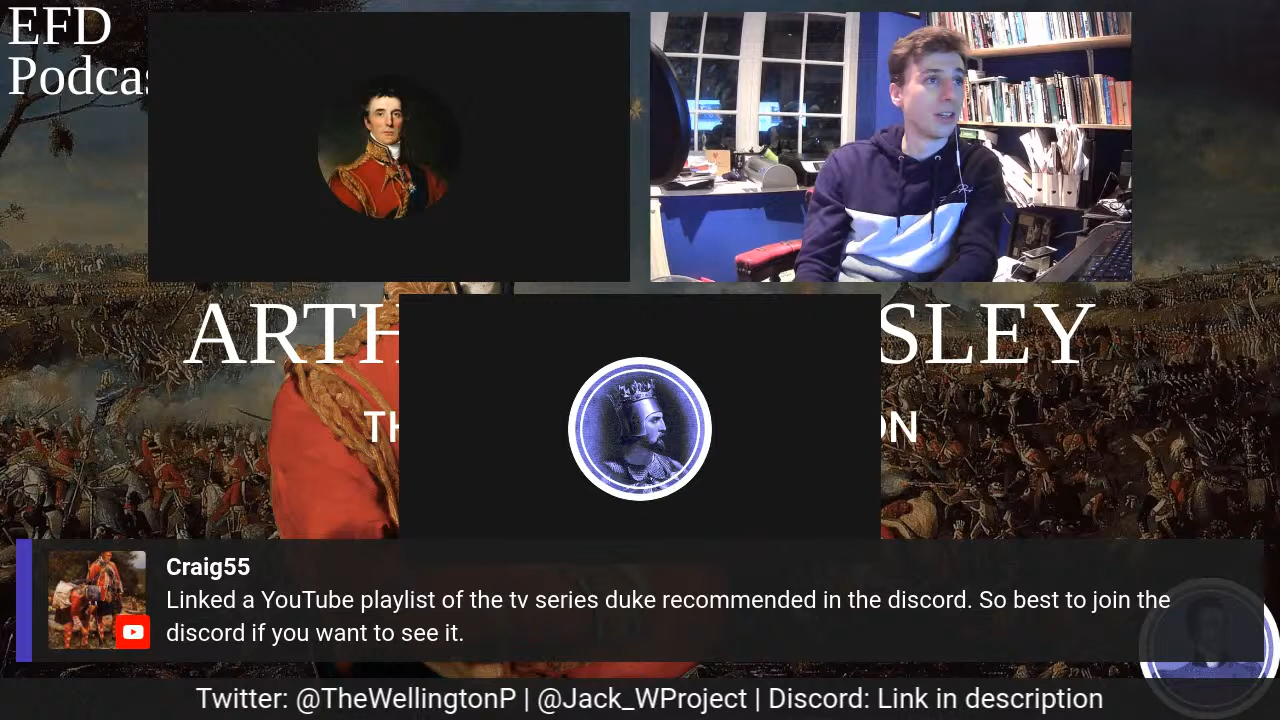 EFD
Podcas
ARTH SLEY
TH ON
Craig55
Linked a YouTube playlist of the tv series duke recommended in the discord. So best to join the
discord if you want to see it.
Twitter: @TheWellingtonP | @Jack_WProject | Discord: Link in description